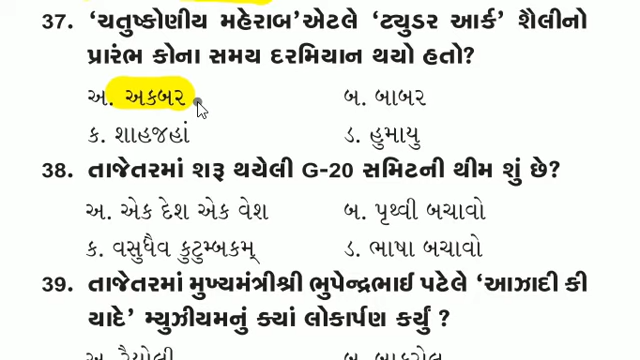 37. 'ચતુષ્કોણીય મહેરાબ' એટલે 'ટ્યુડર આર્ક' શૈલીનો
પ્રારંભ કોના સમય દરમિયાન થયો હતો?
અ. અકબર બ. બાબર
ક. શાહજહાં ડ. હુમાયુ
38. તાજેતરમાં શરૂ થયેલી G-20 સમિટની થીમ શું છે?
અ. એક દેશ એક વેશ બ. પૃથ્વી બચાવો
ક. વસુધૈવ કુટુમ્બકમ્ ડ. ભાષા બચાવો
39. તાજેતરમાં મુખ્યમંત્રીશ્રી ભુપેન્દ્રભાઈ પટેલે 'આઝાદી કી
યાદે' મ્યુઝીયમનું ક્યાં લોકાર્પણ કર્યું ?
અ. રૈયોલી બ.